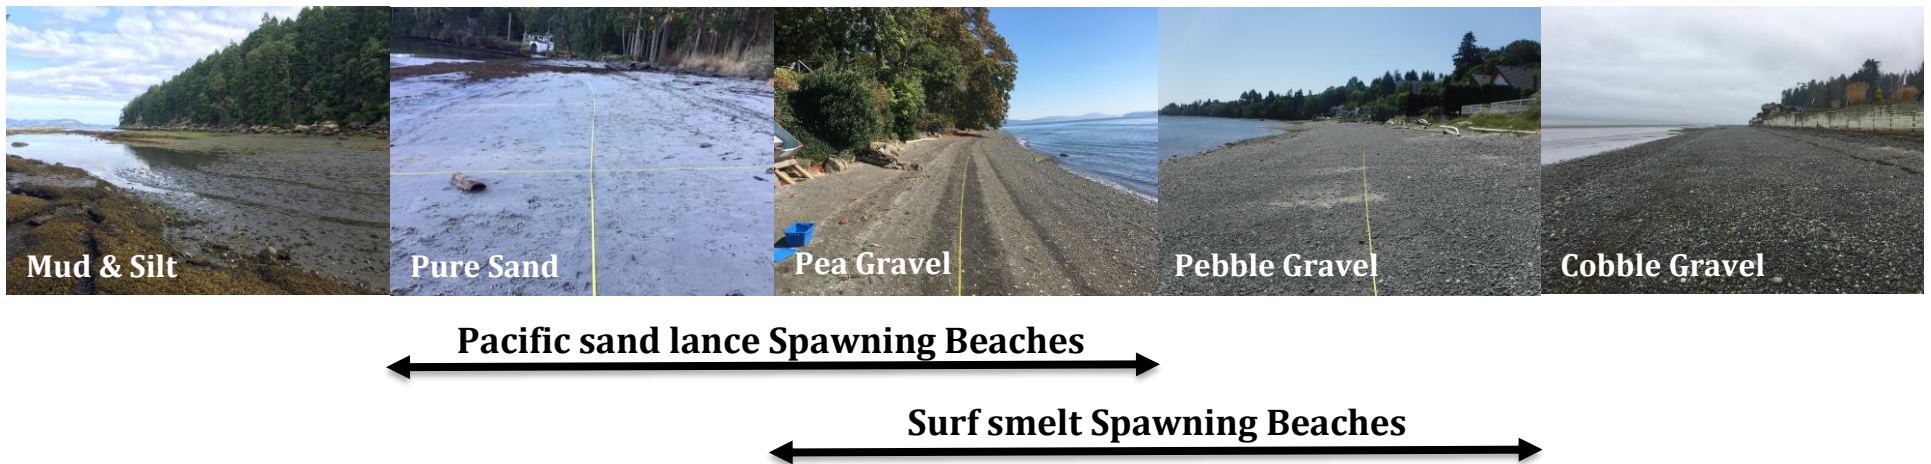 Mud & Silt
Pure Sand
Pea Gravel
Pebble Gravel
Cobble Gravel
Pacific sand lance Spawning Beaches
Surf smelt Spawning Beaches